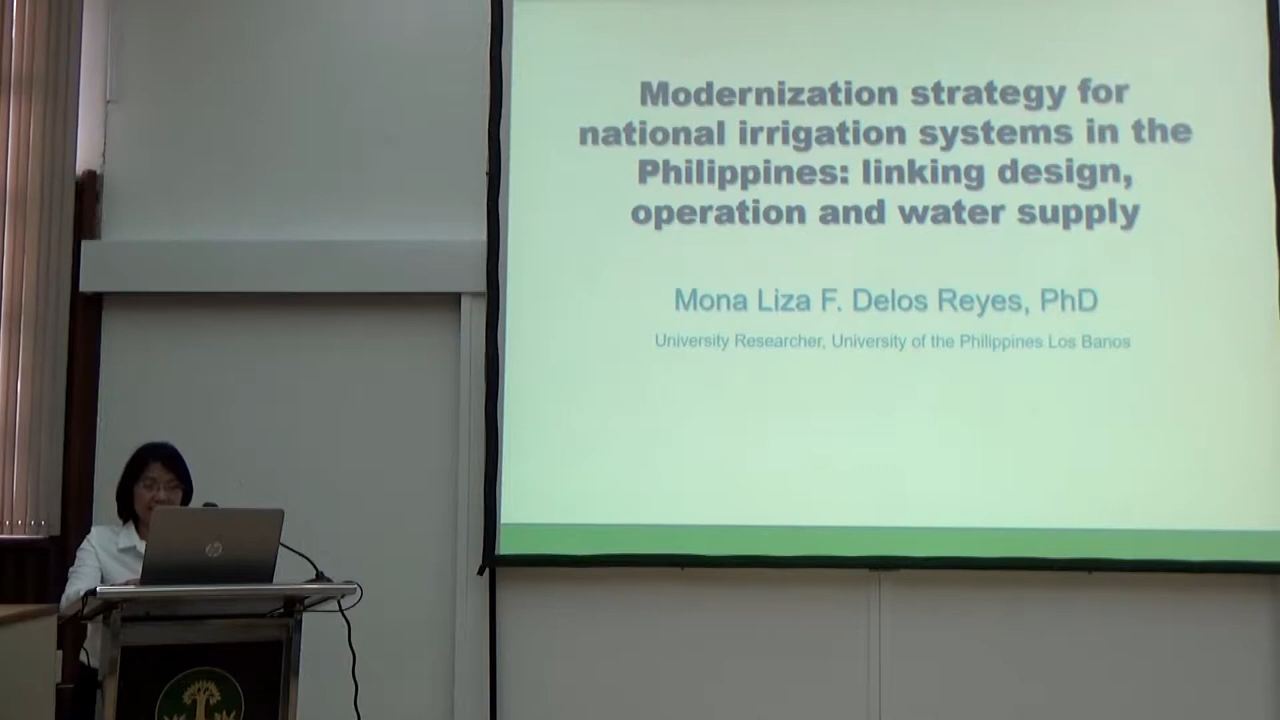 Modernization strategy for
national irrigation systems in the
Philippines: linking design,
operation and water supply
Mona Liza F. Delos Reyes, PhD
University Researcher, University of the Philippines Los Banos
hp